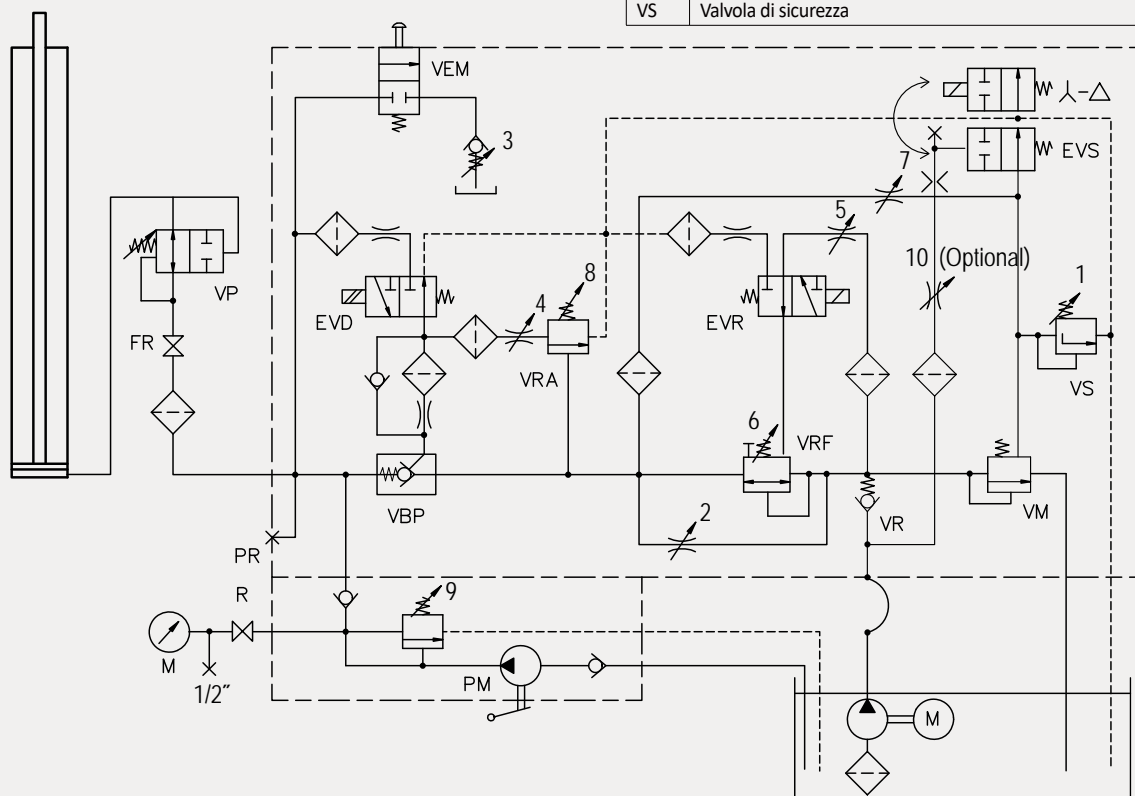 VS Valvola di sicurezza
VEM
3
⅄-△
EVS
7
5
10 (Optional)
1
8
VP
EVD
4
EVR
FR
VRA
VS
6
VRF
VBP
2
VR
VM
PR
R
9
M
1/2"
PM
M